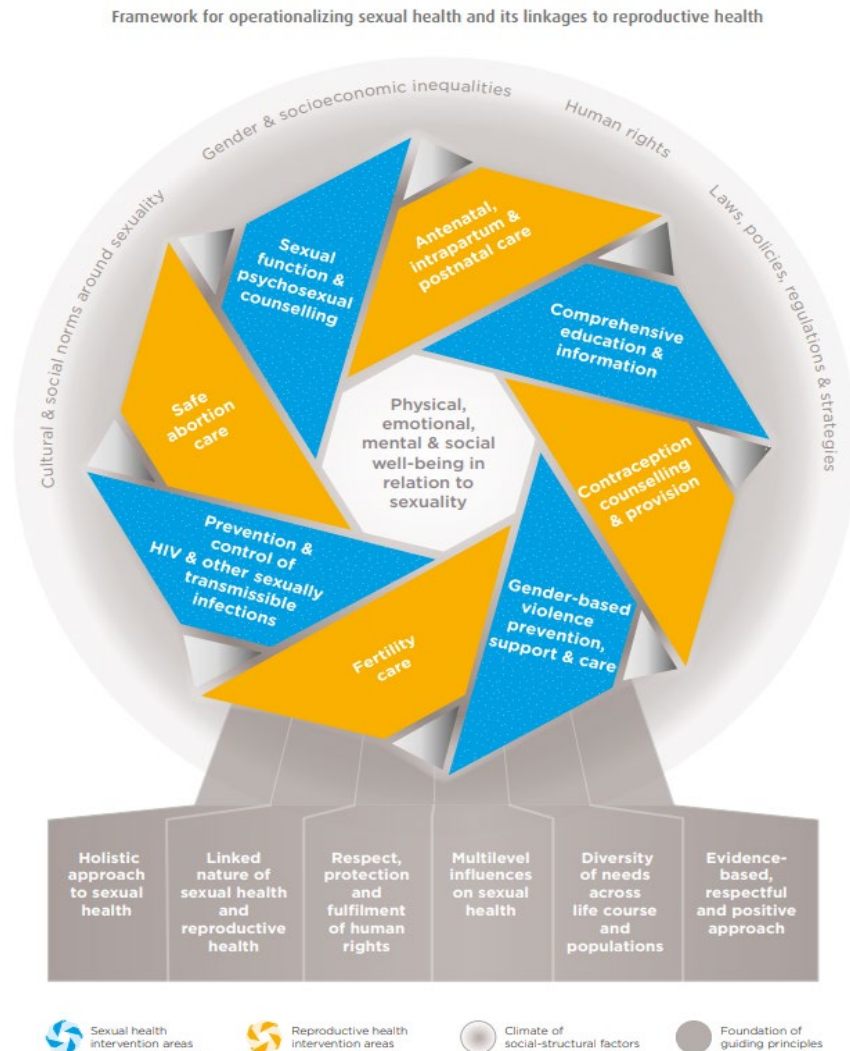 Framework for operationalizing sexual health and its linkages to reproductive health
Cultural & social norms around sexuality
Gender & socioeconomic inequalities
Human rights
Laws, policies, regulations & strategies
Sexual
function &
psychosexual
counselling
Antenatal,
intrapartum &
postnatal care
Comprehensive
education &
information
Safe
abortion
care
Physical,
emotional,
mental & social
well-being in
relation to
sexuality
Contraception
counselling
& provision
Prevention &
control of
HIV & other sexually
transmissible
infections
Fertility
care
Gender-based
violence
prevention,
support & care
Holistic
approach
to sexual
health
Linked
nature of
sexual health
and
reproductive
health
Respect,
protection
and
fulfilment
of human
rights
Multilevel
influences
on sexual
health
Diversity
of needs
across
life course
and
populations
Evidence-
based,
respectful
and positive
approach
Sexual health
intervention areas
Reproductive health
intervention areas
Climate of
social-structural factors
Foundation of
guiding principles